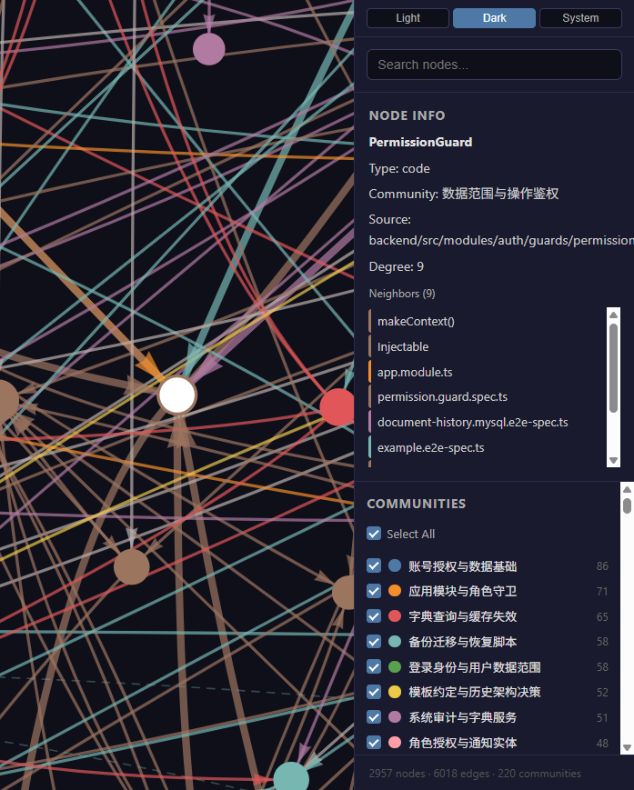 Light Dark System
Search nodes...
NODE INFO
PermissionGuard
Type: code
Community: 数据范围与操作鉴权
Source:
backend/src/modules/auth/guards/permission
Degree: 9
Neighbors (9)
makeContext()
Injectable
app.module.ts
permission.guard.spec.ts
document-history.mysql.e2e-spec.ts
example.e2e-spec.ts
COMMUNITIES
Select All
账号授权与数据基础 86
应用模块与角色守卫 71
字典查询与缓存失效 65
备份迁移与恢复脚本 58
登录身份与用户数据范围 58
模板约定与历史架构决策 52
系统审计与字典服务 51
角色授权与通知实体 48
2957 nodes · 6018 edges · 220 communities